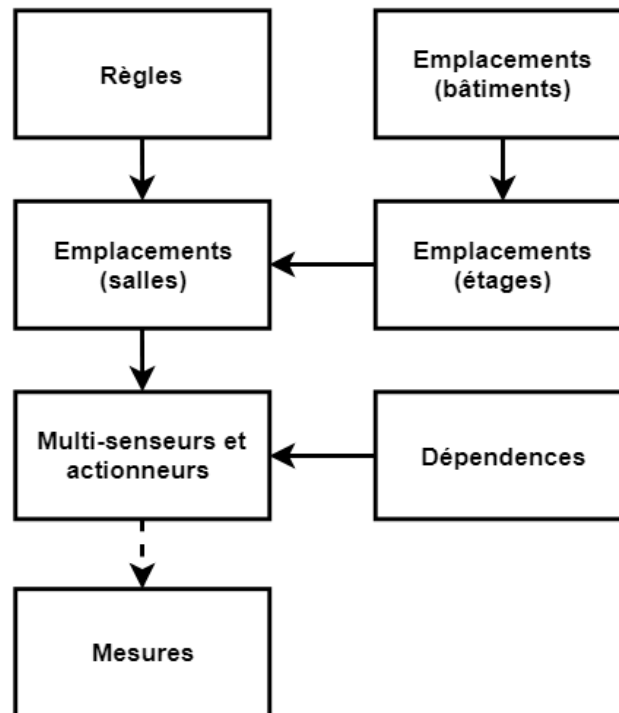 Règles
Emplacements
(bâtiments)
Emplacements
(salles)
Emplacements
(étages)
Multi-senseurs et
actionneurs
Dépendences
Mesures